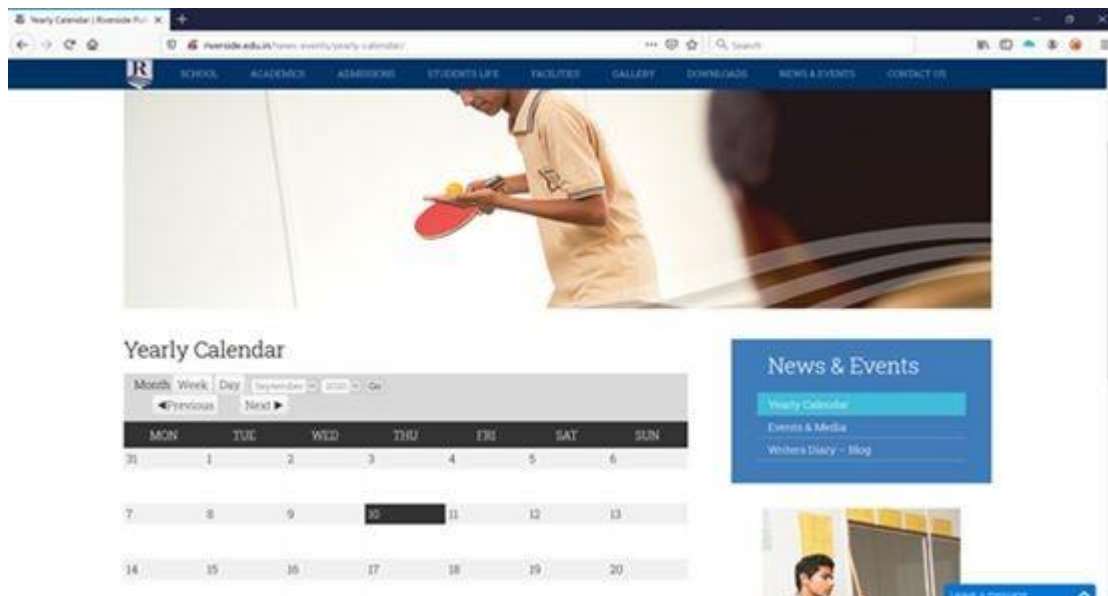 Yearly Calendar | Riverside Pu
riverside.edu.in/news-events/yearly-calendar/
Search
R
SCHOOL ACADEMICS ADMISSIONS STUDENTS LIFE FACILITIES GALLERY DOWNLOADS NEWS & EVENTS CONTACT US
Yearly Calendar
Month Week Day September 2020 Go
◄Previous Next►
MON TUE WED THU FRI SAT SUN
31 1 2 3 4 5 6
7 8 9 10 11 12 13
14 15 16 17 18 19 20
News & Events
Yearly Calendar
Events & Media
Writers Diary – Blog
Leave a message